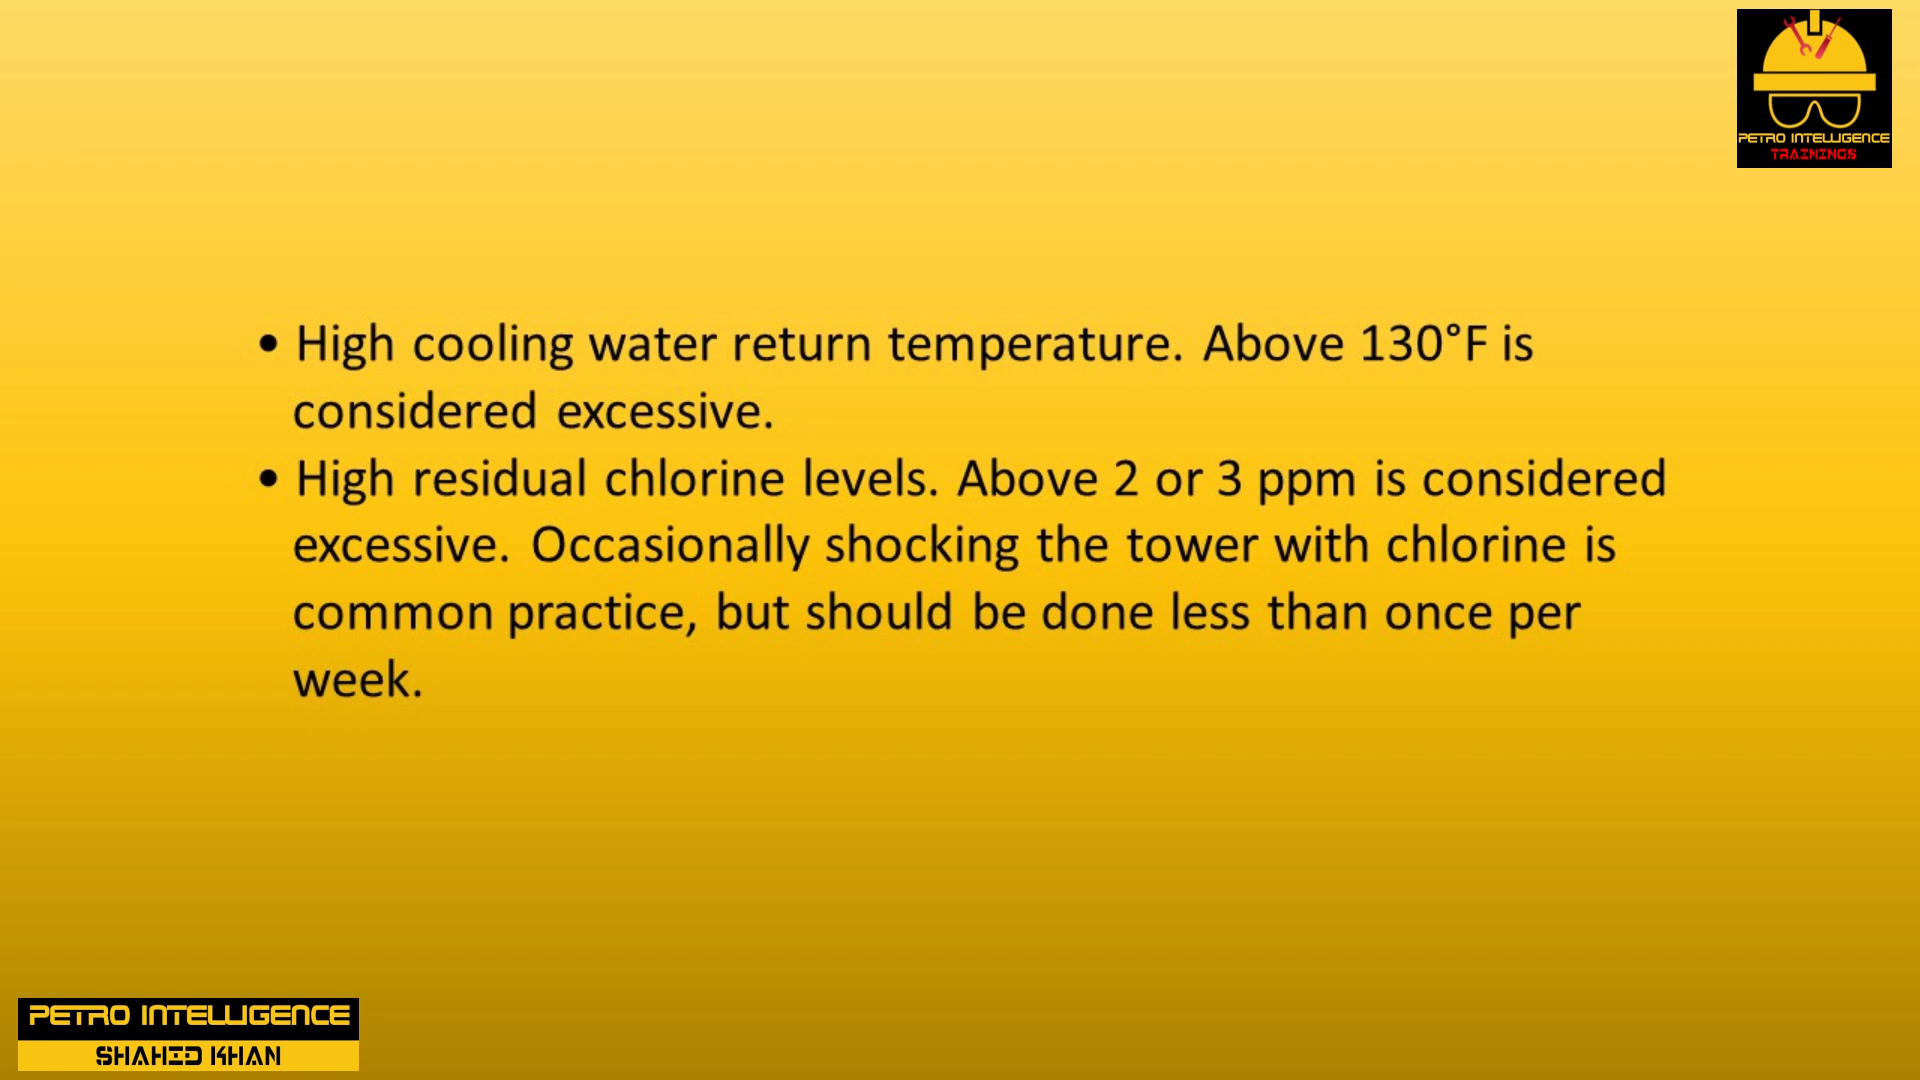 PETRO INTELLIGENCE
TRAININGS
• High cooling water return temperature. Above 130°F is
considered excessive.
• High residual chlorine levels. Above 2 or 3 ppm is considered
excessive. Occasionally shocking the tower with chlorine is
common practice, but should be done less than once per
week.
PETRO INTELLIGENCE
SHAHID KHAN